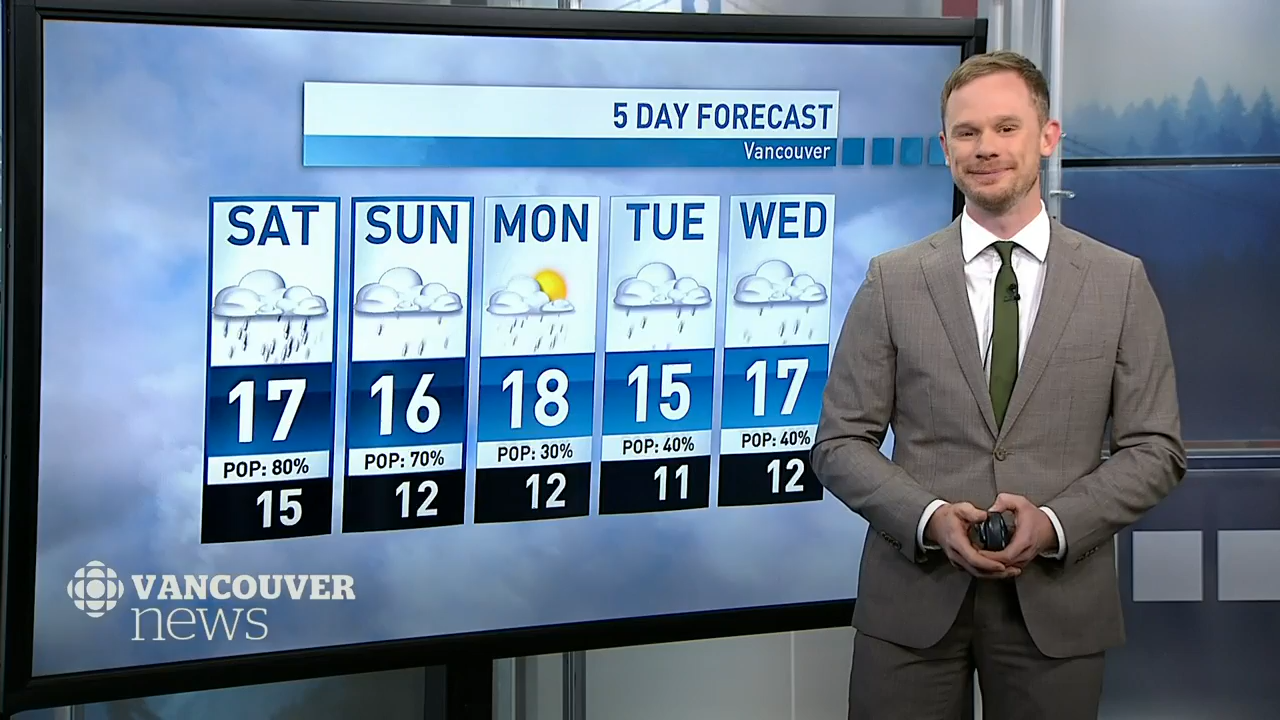 5 DAY FORECAST
Vancouver
SAT SUN MON TUE WED
17 16 18 15 17
POP: 80% POP: 70% POP: 30% POP: 40% POP: 40%
15 12 12 11 12
VANCOUVER
news